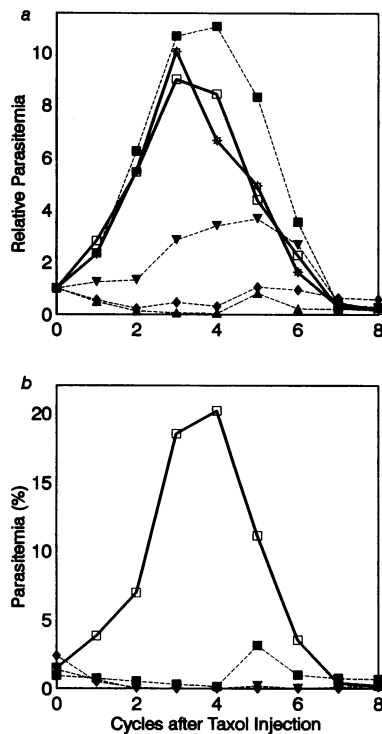 a
10
8
6
4
2
0
Relative Parasitemia
0 2 4 6 8
b
20
15
10
5
0
Parasitemia (%)
0 2 4 6 8
Cycles after Taxol Injection